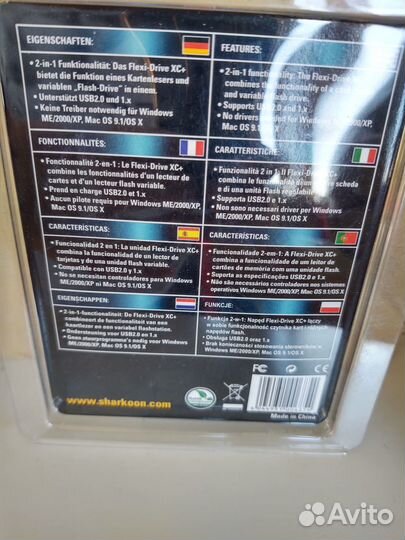 EIGENSCHAFTEN:
• 2-in-1 Funktionalität: Das Flexi-Drive XC+
bietet die Funktion eines Kartenlesers und
variablen „Flash-Drive“ in einem.
• Unterstützt USB2.0 und 1.x
• Keine Treiber notwendig für Windows
ME/2000/XP, Mac OS 9.1/OS X
FEATURES:
• 2-in-1 functionality: The Flexi-Drive XC+
combines the functionality of a card
and variable flash drive.
• Supports USB2.0 and 1.x
• No drivers needed for Windows ME/2000/XP,
Mac OS 9.1/OS X
FONCTIONNALITÉS:
• Fonctionnalité 2-en-1 : Le Flexi-Drive XC+
combine les fonctionnalités d'un lecteur de
cartes et d'un lecteur flash variable.
• Prend en charge USB2.0 et 1.x
• Aucun pilote requis pour Windows ME/2000/XP,
Mac OS 9.1/OS X
CARATTERISTICHE:
• Funzionalità 2 in 1: Il Flexi-Drive XC+
combina le funzionalità di un lettore scheda e
di una unità Flash regolabile
• Supporta USB2.0 e 1.x
• Non sono necessari driver per Windows
ME/2000/XP, Mac OS 9.1/OS X
CARACTERÍSTICAS:
• Funcionalidad 2 en 1: La unidad Flexi-Drive XC+
combina la funcionalidad de un lector de
tarjetas y de una unidad flash variable.
• Compatible con USB2.0 y 1.x
• No se necesitan controladores para Windows
ME/2000/XP ni Mac OS 9.1/OS X
CARACTERÍSTICAS:
• Funcionalidade 2-em-1: A Flexi-Drive XC+
combina a funcionalidade de um leitor de
cartões de memória com uma unidade flash.
• Suporta as especificações USB2.0 e 1.x
• Não são necessários controladores nos sistemas
operativos Windows ME/2000/XP, Mac OS 9.1/OS X
EIGENSCHAPPEN:
• 2-in-1 functionaliteit: De Flexi-Drive XC+
combineert de functionaliteit van een
kaartlezer en een variabel flashstation.
• Ondersteuning voor USB2.0 en 1.x
• Geen stuurprogramma's nodig voor Windows
ME/2000/XP, Mac OS 9.1/OS X
FUNKCJE:
• Funkcja 2-w-1: Napęd Flexi-Drive XC+ łączy
w sobie funkcjonalność czytnika kart i różnych
napędów flash.
• Obsługa USB2.0 oraz 1.x
• Brak konieczności stosowania sterowników w
Windows ME/2000/XP, Mac OS 9.1/OS X
www.sharkoon.com
FC CE
Made in China
Avito